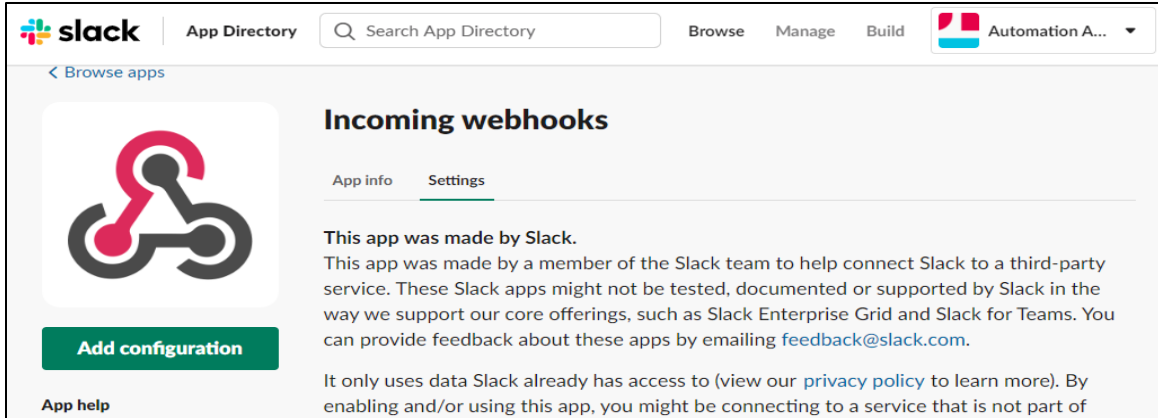 slack App Directory Search App Directory Browse Manage Build Automation A...
< Browse apps
Incoming webhooks
App info Settings
This app was made by Slack.
This app was made by a member of the Slack team to help connect Slack to a third-party
service. These Slack apps might not be tested, documented or supported by Slack in the
way we support our core offerings, such as Slack Enterprise Grid and Slack for Teams. You
can provide feedback about these apps by emailing feedback@slack.com.
It only uses data Slack already has access to (view our privacy policy to learn more). By
enabling and/or using this app, you might be connecting to a service that is not part of
Add configuration
App help